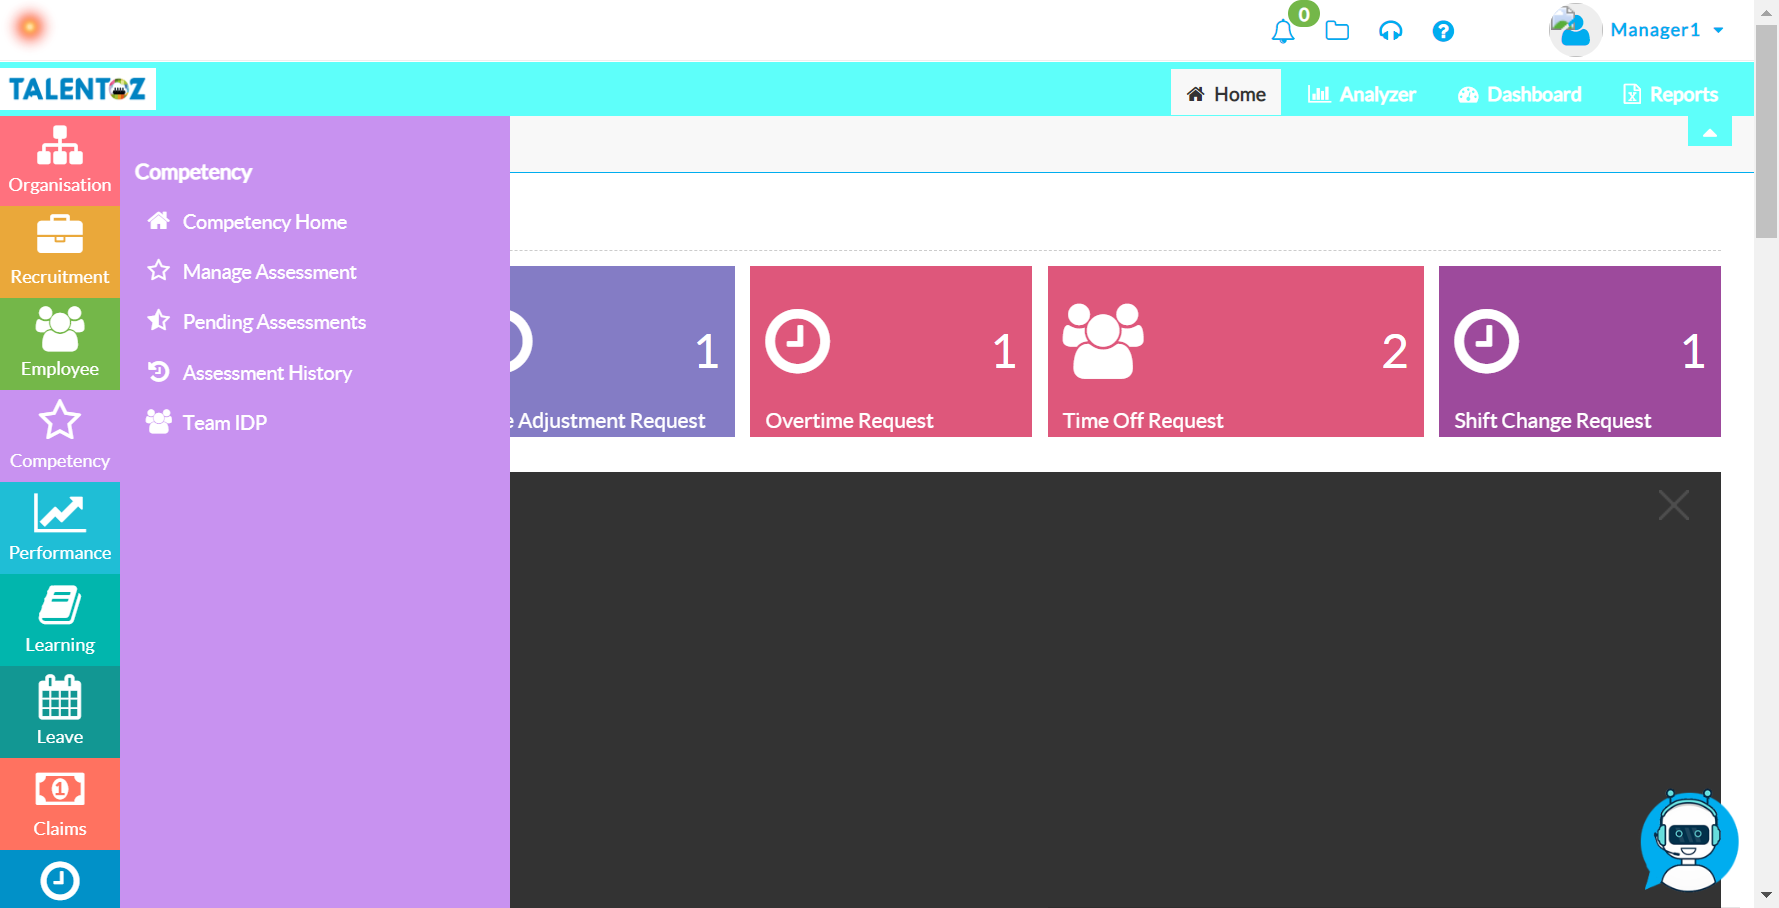 0
Manager1
TALENTOZ
Home
Analyzer
Dashboard
Reports
Organisation
Recruitment
Employee
Competency
Performance
Learning
Leave
1
Claims
Competency
Competency Home
Manage Assessment
Pending Assessments
Assessment History
Team IDP
1
e Adjustment Request
1
Overtime Request
2
Time Off Request
1
Shift Change Request